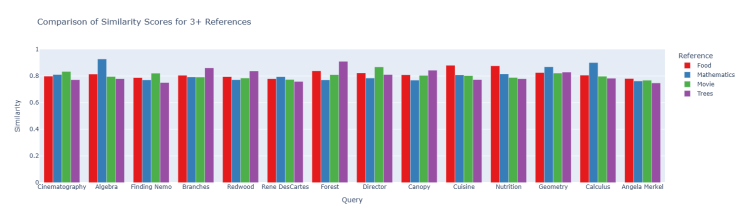 Comparison of Similarity Scores for 3+ References
Reference
Food
Mathematics
Movie
Trees
Similarity
1
0.8
0.6
0.4
0.2
0
Cinematography Algebra Finding Nemo Branches Redwood Rene DesCartes Forest Director Canopy Cuisine Nutrition Geometry Calculus Angela Merkel
Query